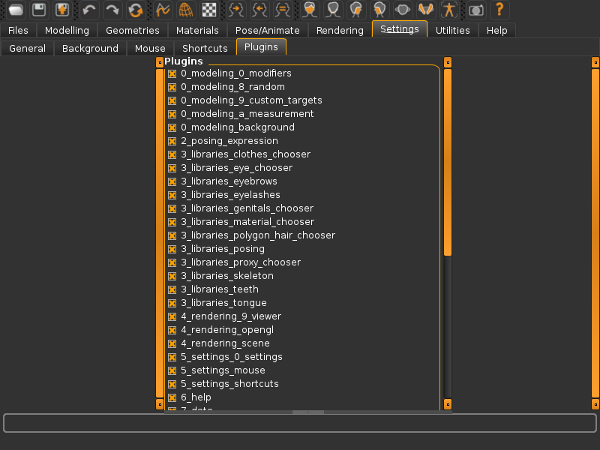 Files Modelling Geometries Materials Pose/Animate Rendering Settings Utilities Help
General Background Mouse Shortcuts Plugins
Plugins
0_modeling_0_modifiers
0_modeling_8_random
0_modeling_9_custom_targets
0_modeling_a_measurement
0_modeling_background
2_posing_expression
3_libraries_clothes_chooser
3_libraries_eye_chooser
3_libraries_eyebrows
3_libraries_eyelashes
3_libraries_genitals_chooser
3_libraries_material_chooser
3_libraries_polygon_hair_chooser
3_libraries_posing
3_libraries_proxy_chooser
3_libraries_skeleton
3_libraries_teeth
3_libraries_tongue
4_rendering_9_viewer
4_rendering_opengl
4_rendering_scene
5_settings_0_settings
5_settings_mouse
5_settings_shortcuts
6_help